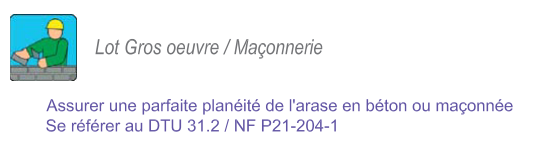 Lot Gros oeuvre / Maçonnerie
Assurer une parfaite planéité de l'arase en béton ou maçonnée
Se référer au DTU 31.2 / NF P21-204-1